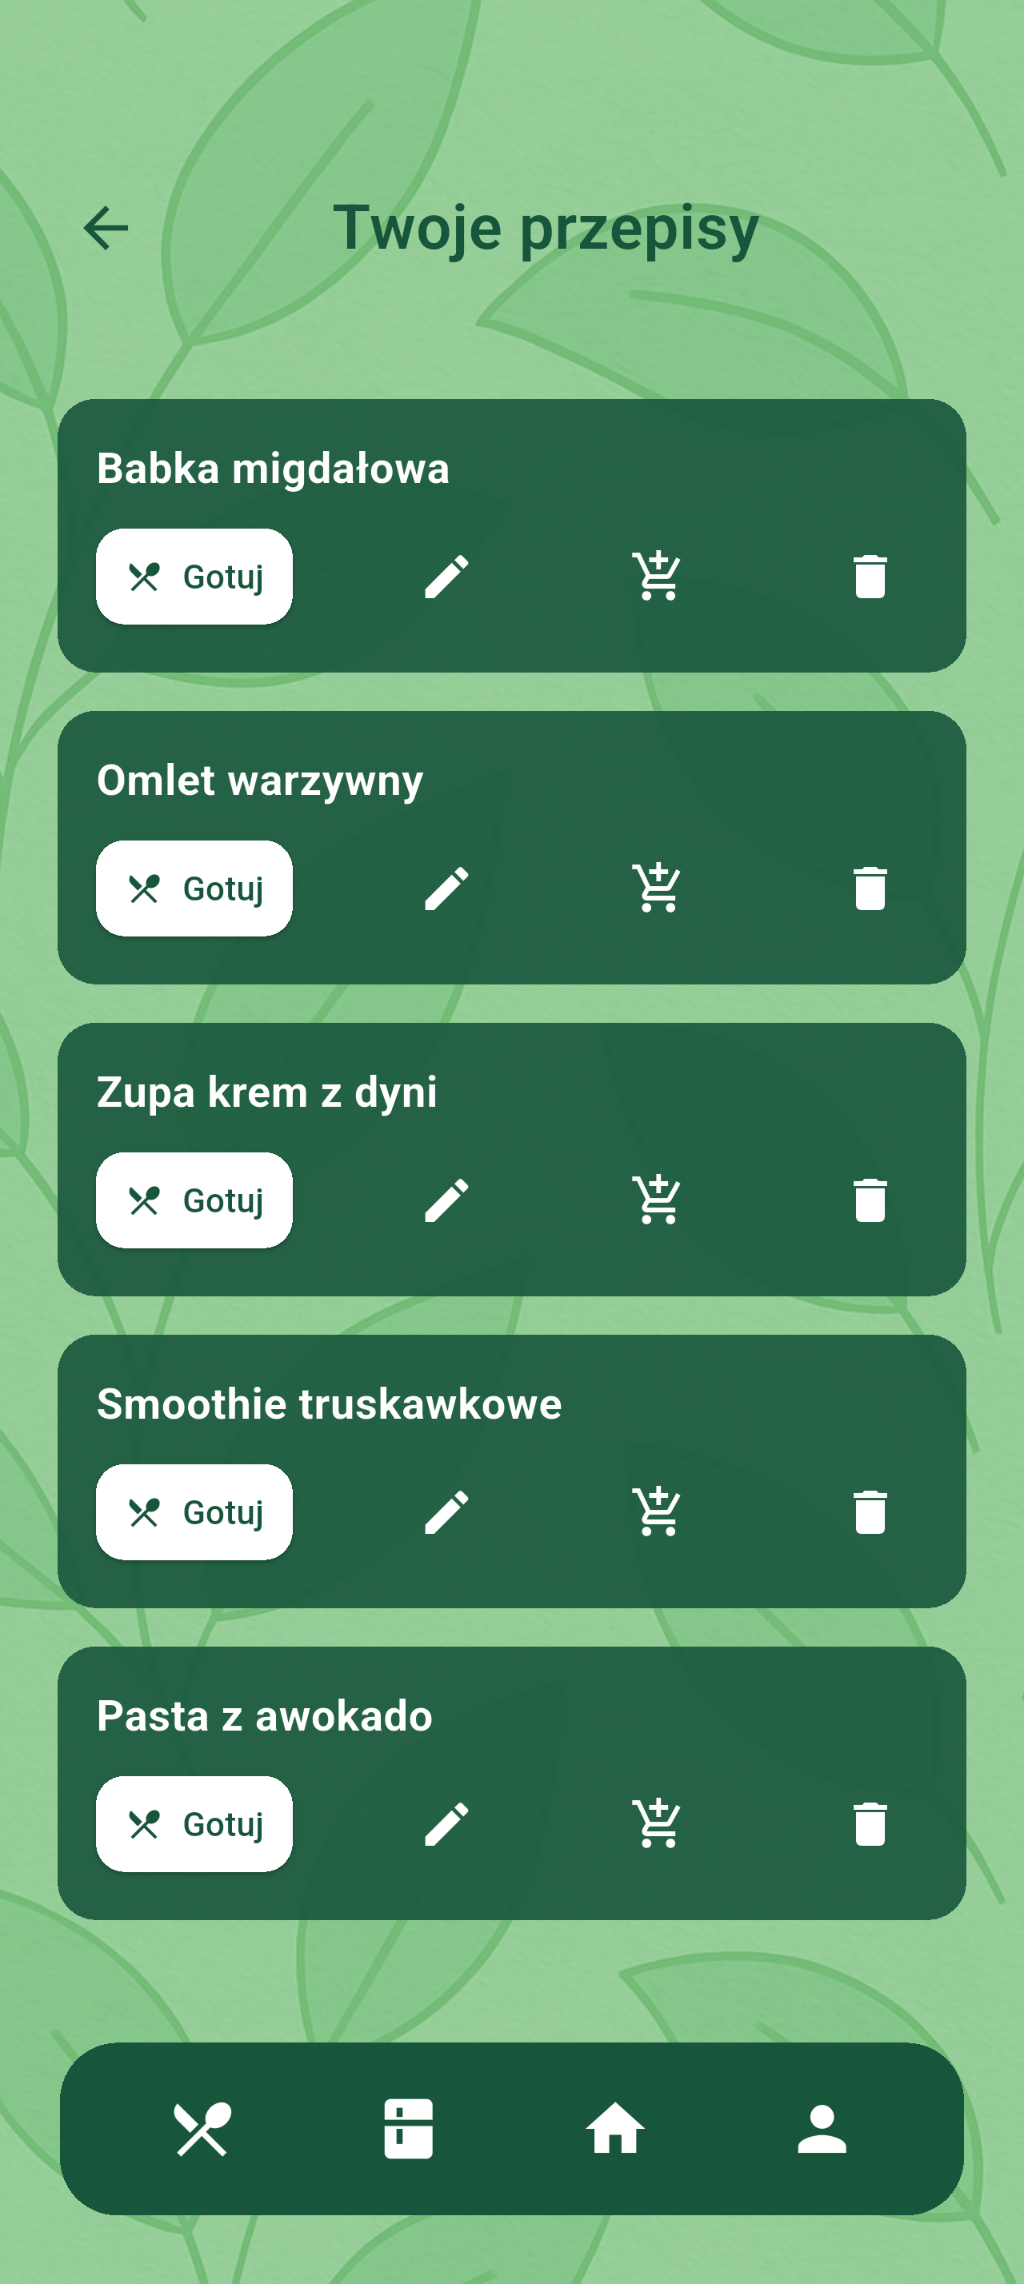 Twoje przepisy
Babka migdałowa
Gotuj
Omlet warzywny
Gotuj
Zupa krem z dyni
Gotuj
Smoothie truskawkowe
Gotuj
Pasta z awokado
Gotuj